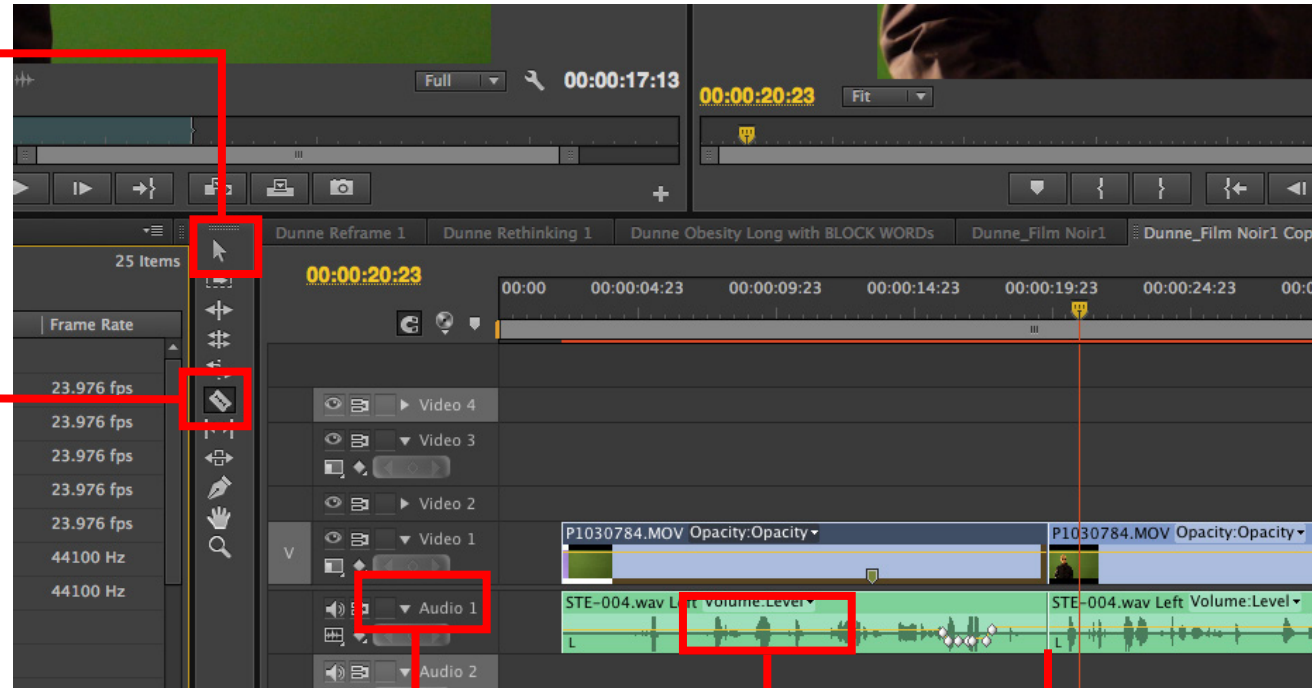 Full
00:00:17:13
00:00:20:23
Fit
25 Items
Frame Rate
23.976 fps
23.976 fps
23.976 fps
23.976 fps
23.976 fps
44100 Hz
44100 Hz
Dunne Reframe 1
Dunne Rethinking 1
Dunne Obesity Long with BLOCK WORDs
Dunne_Film Noir1
Dunne_Film Noir1 Cop
00:00:20:23
00:00
00:00:04:23
00:00:09:23
00:00:14:23
00:00:19:23
00:00:24:23
00:0
Video 4
Video 3
Video 2
V
Video 1
P1030784.MOV Opacity:Opacity
P1030784.MOV Opacity:Opacity
Audio 1
STE-004.wav Left Volume:Level
L
STE-004.wav Left Volume:Level
L
Audio 2